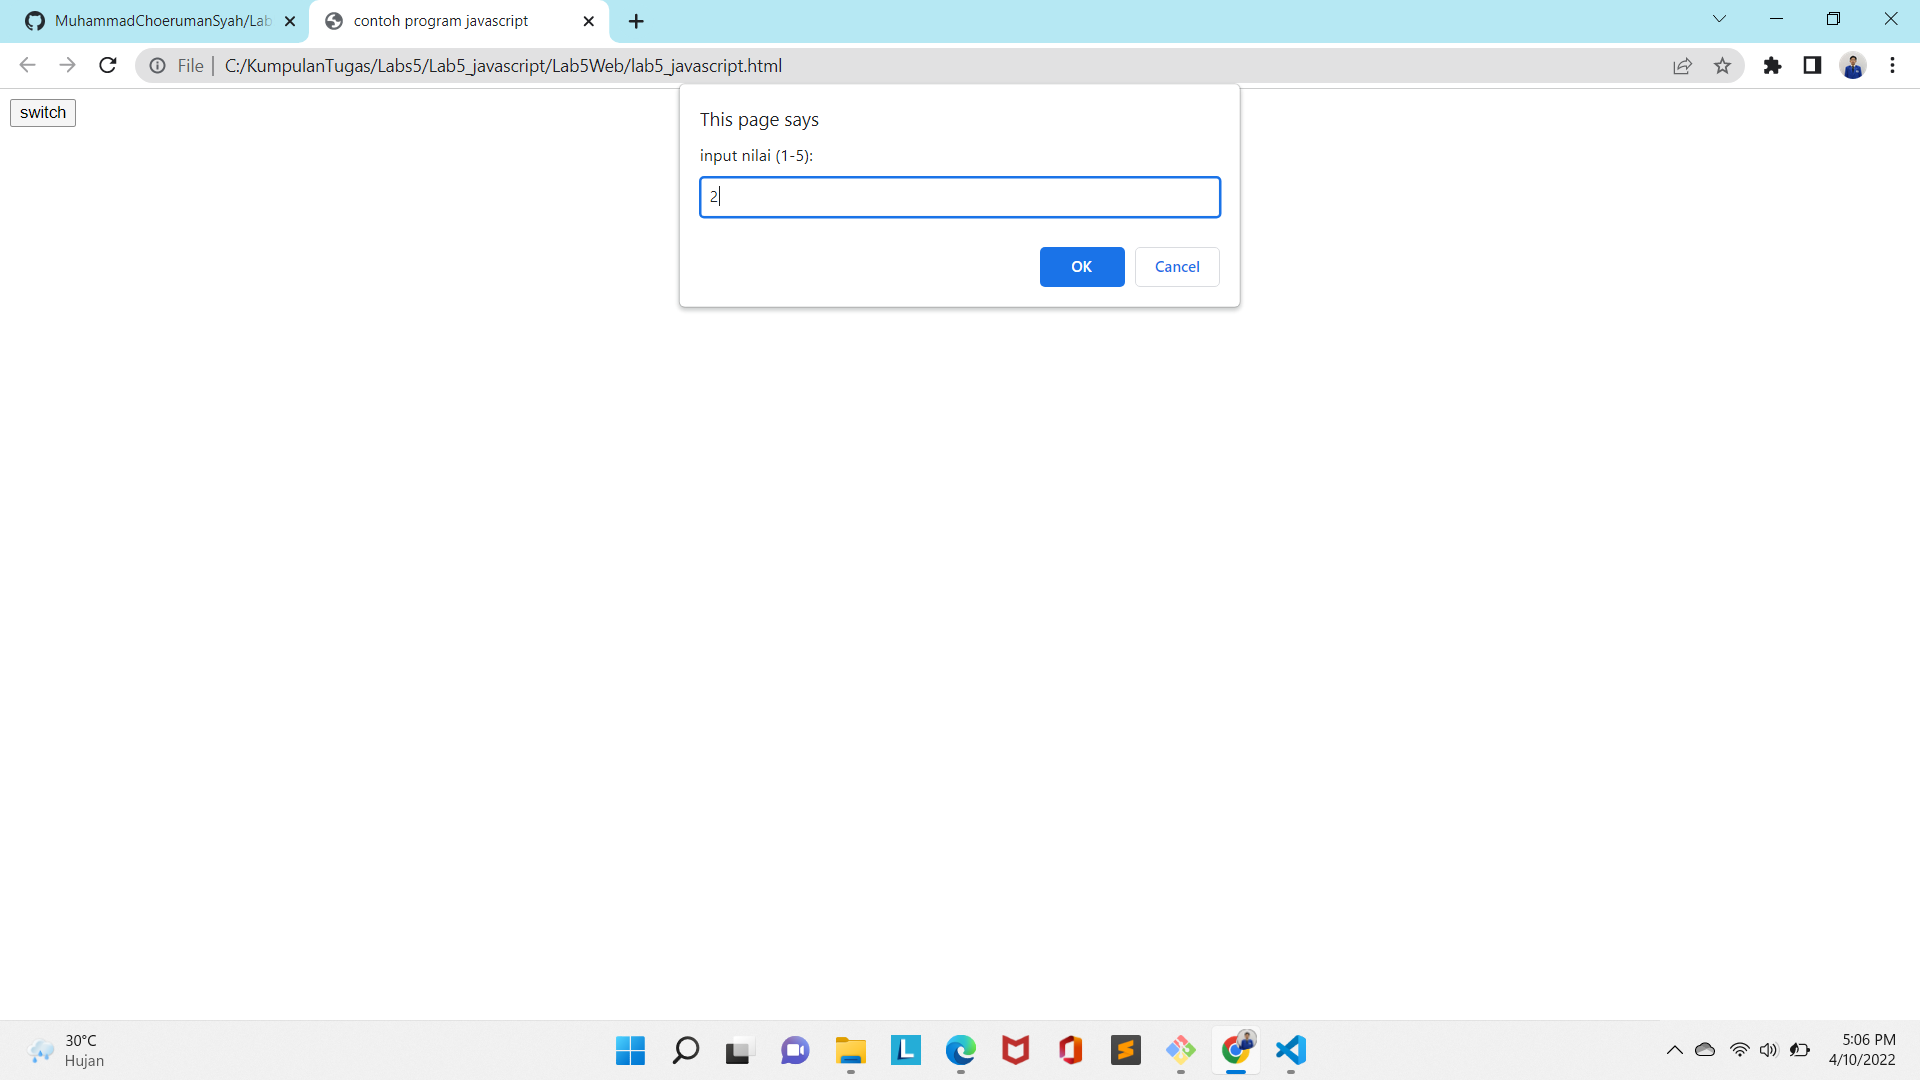 MuhammadChoerumanSyah/Lab
contoh program javascript
File
C:/KumpulanTugas/Labs5/Lab5_javascript/Lab5Web/lab5_javascript.html
switch
This page says
input nilai (1-5):
2
OK
Cancel
30°C
Hujan
L
5:06 PM
4/10/2022